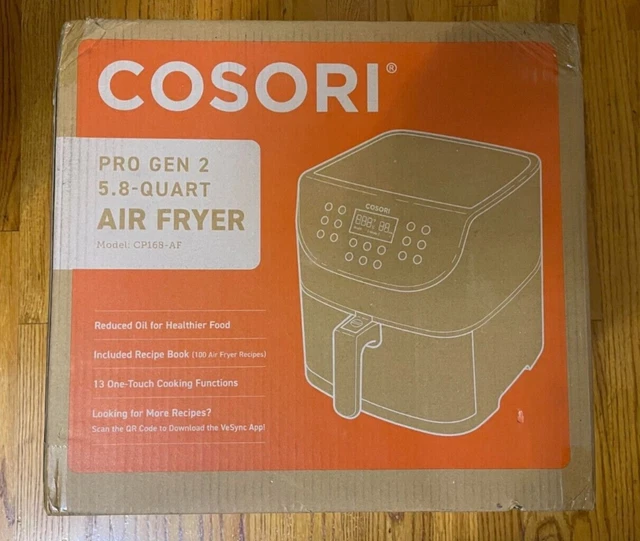 COSORI®
PRO GEN 2
5.8-QUART
AIR FRYER
Model: CP168-AF
COSORI
Reduced Oil for Healthier Food
Included Recipe Book (100 Air Fryer Recipes)
13 One-Touch Cooking Functions
Looking for More Recipes?
Scan the QR Code to Download the VeSync App!